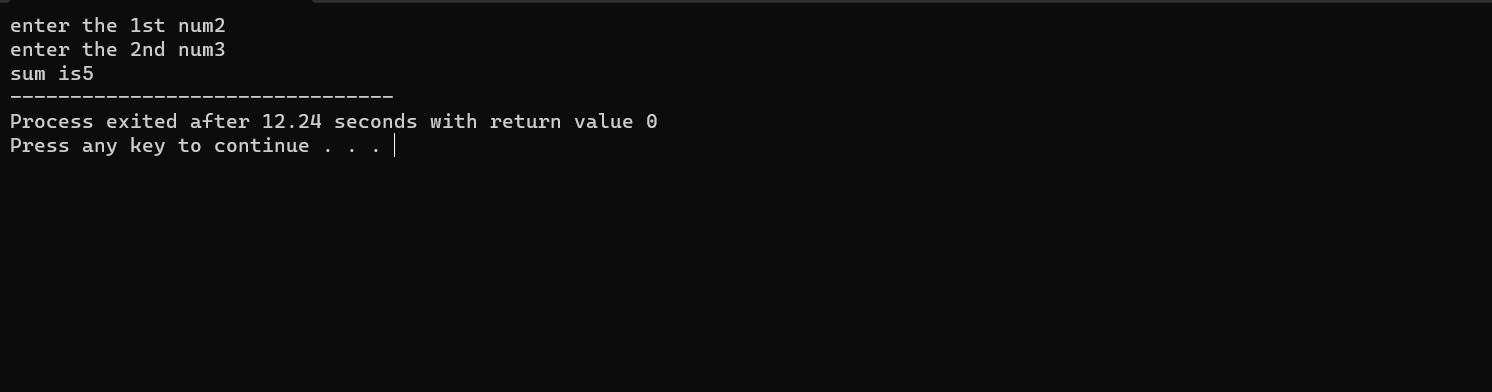 enter the 1st num2
enter the 2nd num3
sum is5
--------------------------------
Process exited after 12.24 seconds with return value 0
Press any key to continue . . .